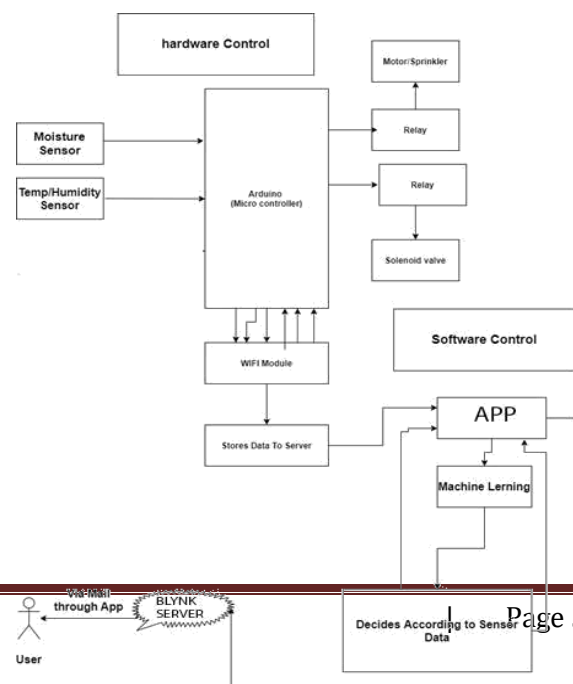 hardware Control
Motor/Sprinkler
Moisture
Sensor
Relay
Temp/Humidity
Sensor
Arduino
(Micro controller)
Relay
Solenoid valve
Software Control
WIFI Module
APP
Stores Data To Server
Machine Lerning
Via Mail
through App
BLYNK
SERVER
User
Decides According to Senser
Data
| Page